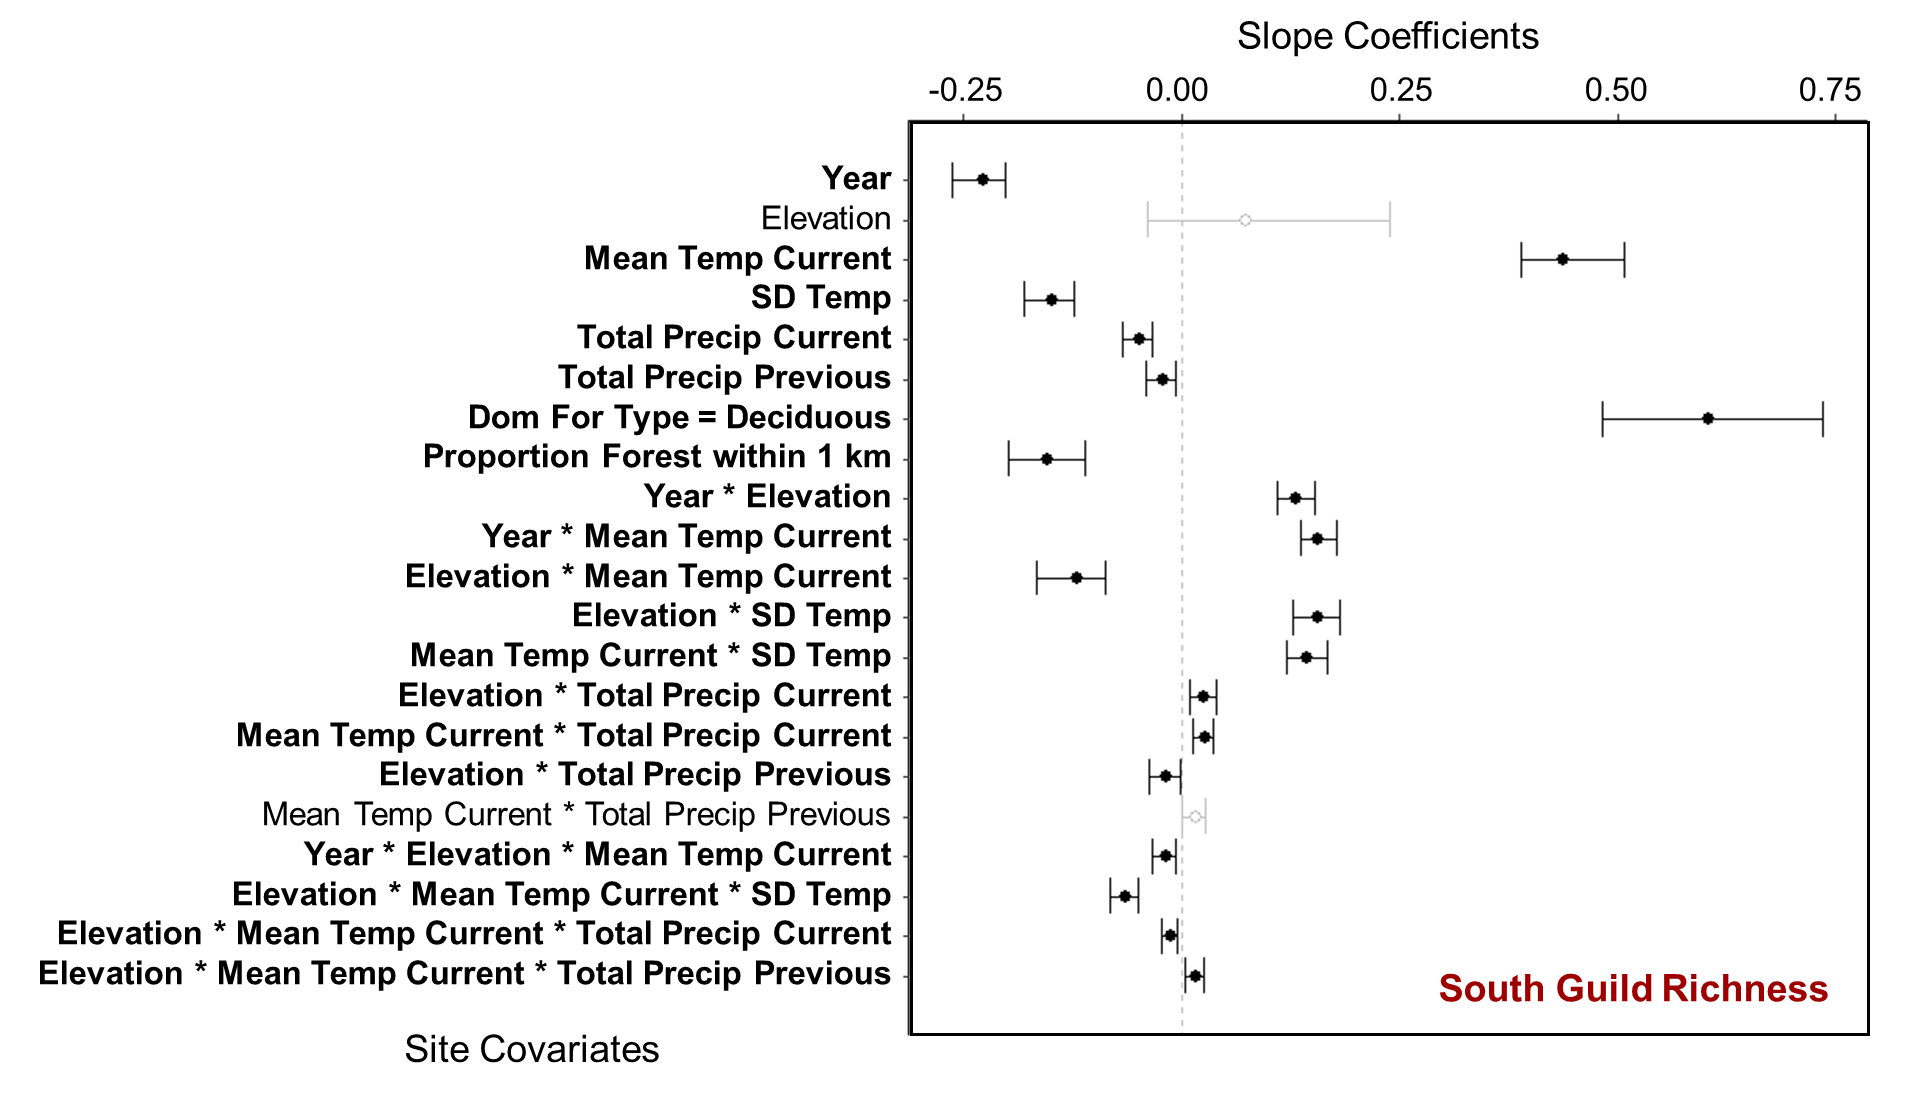 Slope Coefficients
-0.25 0.00 0.25 0.50 0.75
Year
Elevation
Mean Temp Current
SD Temp
Total Precip Current
Total Precip Previous
Dom For Type = Deciduous
Proportion Forest within 1 km
Year * Elevation
Year * Mean Temp Current
Elevation * Mean Temp Current
Elevation * SD Temp
Mean Temp Current * SD Temp
Elevation * Total Precip Current
Mean Temp Current * Total Precip Current
Elevation * Total Precip Previous
Mean Temp Current * Total Precip Previous
Year * Elevation * Mean Temp Current
Elevation * Mean Temp Current * SD Temp
Elevation * Mean Temp Current * Total Precip Current
Elevation * Mean Temp Current * Total Precip Previous
South Guild Richness
Site Covariates